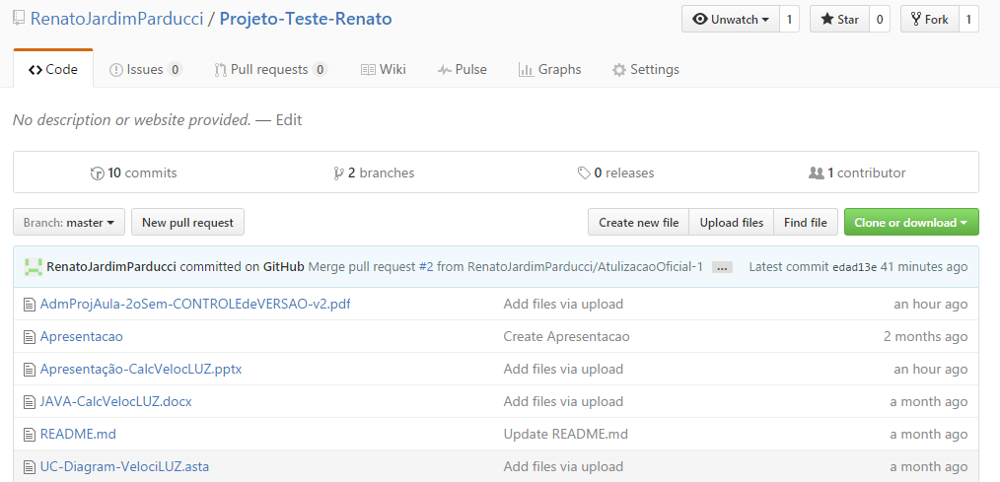 RenatoJardimParducci / Projeto-Teste-Renato
Unwatch 1 Star 0 Fork 1
Code Issues 0 Pull requests 0 Wiki Pulse Graphs Settings
No description or website provided. — Edit
10 commits 2 branches 0 releases 1 contributor
Branch: master New pull request Create new file Upload files Find file Clone or download
RenatoJardimParducci committed on GitHub Merge pull request #2 from RenatoJardimParducci/AtulizacaoOficial-1 ... Latest commit edad13e 41 minutes ago
AdmProjAula-2oSem-CONTROLEdeVERSAO-v2.pdf Add files via upload an hour ago
Apresentacao Create Apresentacao 2 months ago
Apresentação-CalcVelocLUZ.pptx Add files via upload an hour ago
JAVA-CalcVelocLUZ.docx Add files via upload a month ago
README.md Update README.md a month ago
UC-Diagram-VelociLUZ.asta Add files via upload a month ago